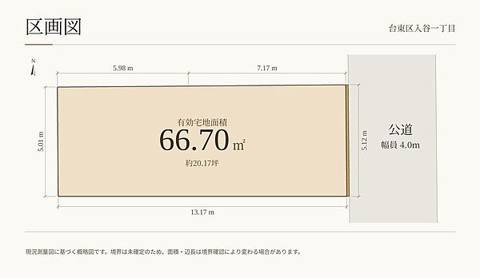 区画図
台東区入谷一丁目
N
5.98 m
7.17 m
5.01 m
有効宅地面積
66.70㎡
約20.17坪
5.12 m
公道
幅員 4.0m
13.17 m
現況測量図に基づく概略図です。境界は未確定のため、面積・辺長は境界確認により変わる場合があります。